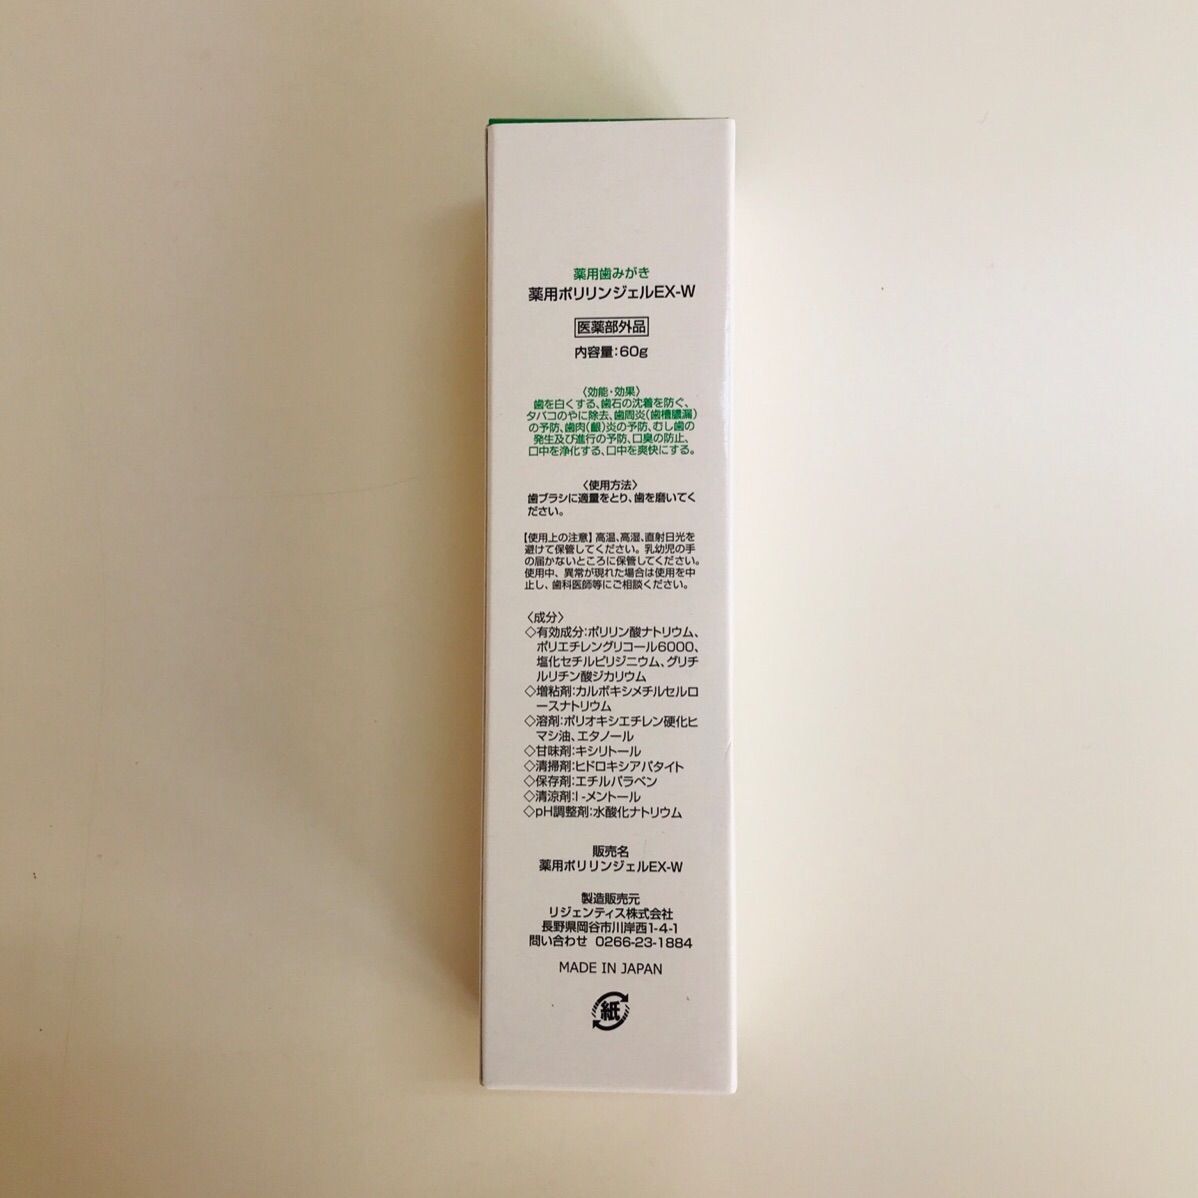 薬用歯みがき
薬用ポリリンジェルEX-W
医薬部外品
内容量:60g
〈効能・効果〉
歯を白くする、歯石の沈着を防ぐ、
タバコのやに除去、歯周炎(歯槽膿漏)
の予防、歯肉(齦)炎の予防、むし歯の
発生及び進行の予防、口臭の防止、
口中を浄化する、口中を爽快にする。
〈使用方法〉
歯ブラシに適量をとり、歯を磨いてく
ださい。
【使用上の注意】高温、高湿、直射日光を
避けて保管してください。乳幼児の手
の届かないところに保管してください。
使用中、異常が現れた場合は使用を中
止し、歯科医師等にご相談ください。
〈成分〉
◇有効成分:ポリリン酸ナトリウム、
ポリエチレングリコール6000、
塩化セチルピリジニウム、グリチ
ルリチン酸ジカリウム
◇増粘剤:カルボキシメチルセルロ
ースナトリウム
◇溶剤:ポリオキシエチレン硬化ヒ
マシ油、エタノール
◇甘味剤:キシリトール
◇清掃剤:ヒドロキシアパタイト
◇保存剤:エチルパラベン
◇清涼剤:l-メントール
◇pH調整剤:水酸化ナトリウム
販売名
薬用ポリリンジェルEX-W
製造販売元
リジェンティス株式会社
長野県岡谷市川岸西1-4-1
問い合わせ 0266-23-1884
MADE IN JAPAN
紙